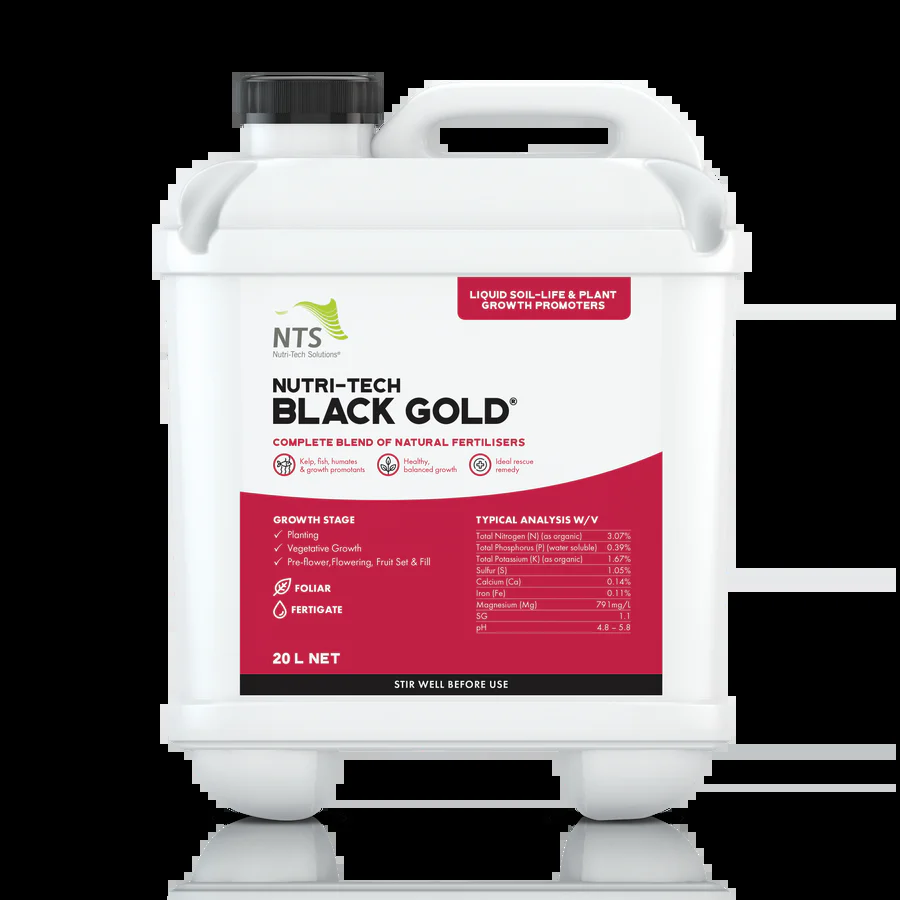 LIQUID SOIL-LIFE & PLANT
GROWTH PROMOTERS
NTS
Nutri-Tech Solutions®
NUTRI-TECH
BLACK GOLD®
COMPLETE BLEND OF NATURAL FERTILISERS
Kelp, fish, humates
& growth promotants
Healthy,
balanced growth
Ideal rescue
remedy
GROWTH STAGE
✓ Planting
✓ Vegetative Growth
✓ Pre-flower,Flowering, Fruit Set & Fill
FOLIAR
FERTIGATE
20 L NET
TYPICAL ANALYSIS W/V
Total Nitrogen (N) (as organic) 3.07%
Total Phosphorus (P) (water soluble) 0.39%
Total Potassium (K) (as organic) 1.67%
Sulfur (S) 1.05%
Calcium (Ca) 0.14%
Iron (Fe) 0.11%
Magnesium (Mg) 791mg/L
SG 1.1
pH 4.8 – 5.8
STIR WELL BEFORE USE